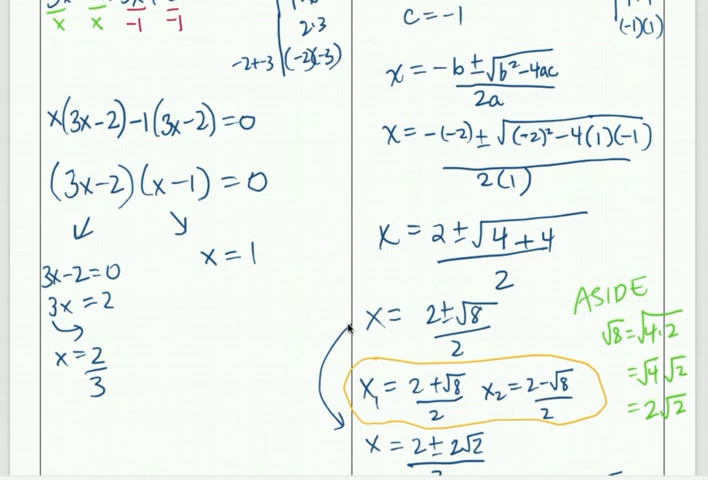 x x -1 -1
2·3
-2+-3 (-2)(-3)
x(3x-2)-1(3x-2)=0
(3x-2)(x-1)=0
x=1
3x-2=0
3x=2
x=2/3
c=-1
(-1)(1)
x=-b±√b²-4ac/2a
x=-(-2)±√(-2)²-4(1)(-1)/2(1)
x=2±√4+4/2
x=2±√8/2
x₁=2+√8/2 x₂=2-√8/2
x=2±2√2
ASIDE
√8=√4·2
=√4√2
=2√2